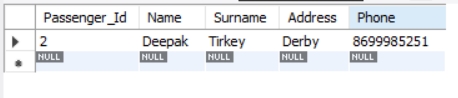 Passenger_Id Name Surname Address Phone
2 Deepak Tirkey Derby 8699985251
NULL NULL NULL NULL NULL